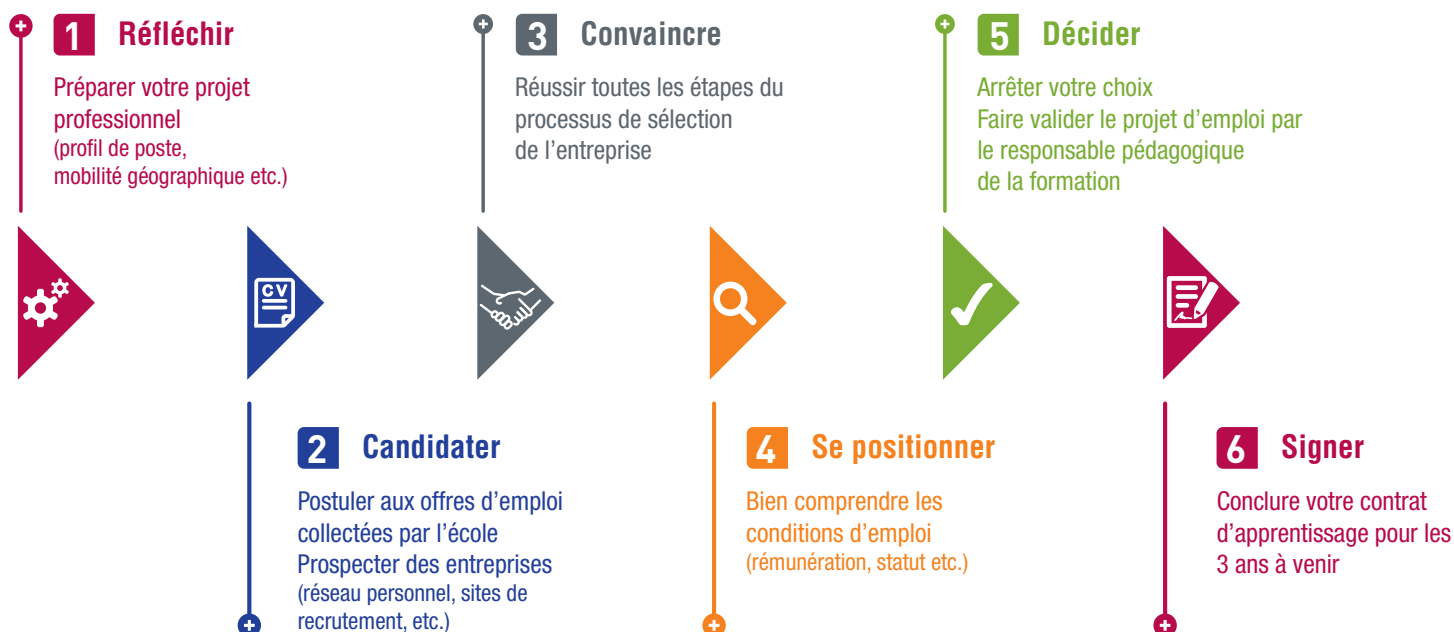 1 Réfléchir
Préparer votre projet
professionnel
(profil de poste,
mobilité géographique etc.)
CV
2 Candidater
Postuler aux offres d’emploi
collectées par l’école
Prospecter des entreprises
(réseau personnel, sites de
recrutement, etc.)
3 Convaincre
Réussir toutes les étapes du
processus de sélection
de l’entreprise
4 Se positionner
Bien comprendre les
conditions d’emploi
(rémunération, statut etc.)
5 Décider
Arrêter votre choix
Faire valider le projet d’emploi par
le responsable pédagogique
de la formation
6 Signer
Conclure votre contrat
d’apprentissage pour les
3 ans à venir